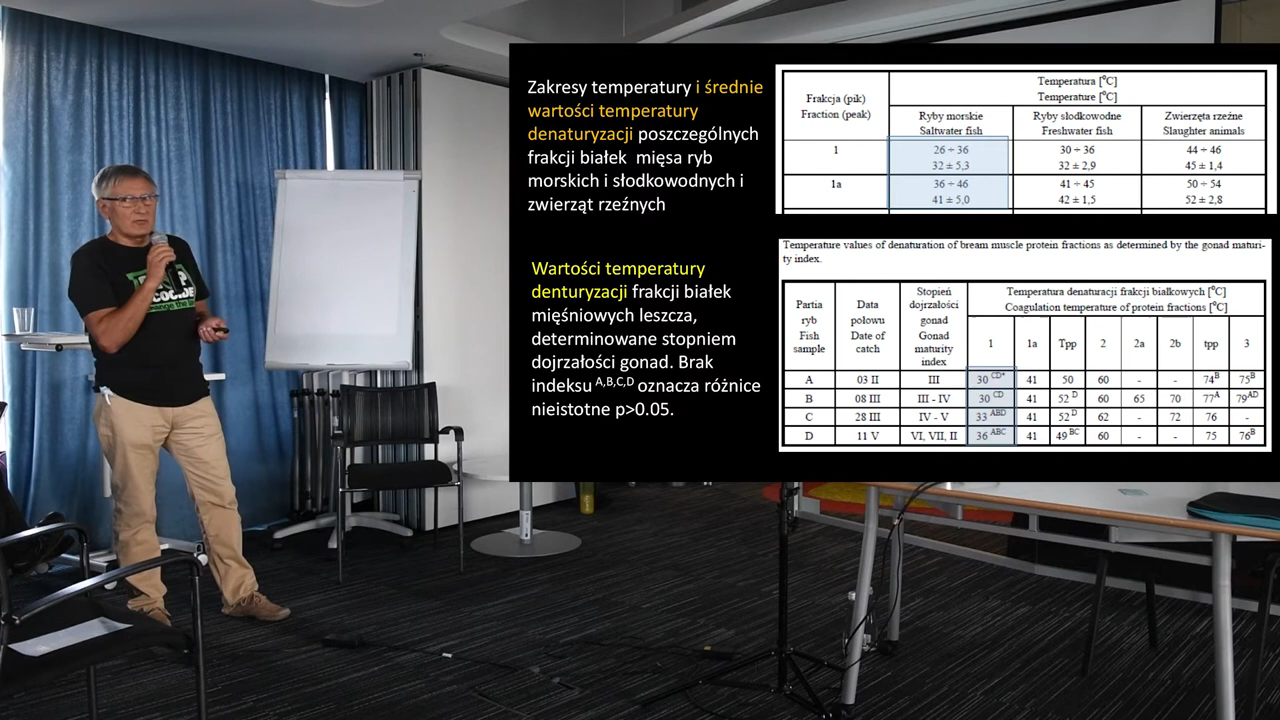 Zakresy temperatury i średnie
wartości temperatury
denaturyzacji poszczególnych
frakcji białek mięsa ryb
morskich i słodkowodnych i
zwierząt rzeźnych
Frakcja (pik)
Fraction (peak)
Temperatura [⁰C]
Temperature [⁰C]
Ryby morskie
Saltwater fish
Ryby słodkowodne
Freshwater fish
Zwierzęta rzeźne
Slaughter animals
1
26 ÷ 36
32 ± 5,3
30 ÷ 36
32 ± 2,9
44 ÷ 46
45 ± 1,4
1a
36 ÷ 46
41 ± 5,0
41 ÷ 45
42 ± 1,5
50 ÷ 54
52 ± 2,8
Wartości temperatury
denturyzacji frakcji białek
mięśniowych leszcza,
determinowane stopniem
dojrzałości gonad. Brak
indeksu A,B,C,D oznacza różnice
nieistotne p>0.05.
Temperature values of denaturation of bream muscle protein fractions as determined by the gonad maturi-
ty index.
Partia
ryb
Fish
sample
Data
połowu
Date of
catch
Stopień
dojrzałości
gonad
Gonad
maturity
index
Temperatura denaturacji frakcji białkowych [⁰C]
Coagulation temperature of protein fractions [⁰C]
1 1a Tpp 2 2a 2b tpp 3
A 03 II III 30 CD* 41 50 60 - - 74 B 75 B
B 08 III III - IV 30 CD 41 52 D 60 65 70 77 A 79 AD
C 28 III IV - V 33 ABD 41 52 D 62 - 72 76 -
D 11 V VI, VII, II 36 ABC 41 49 BC 60 - - 75 76 B